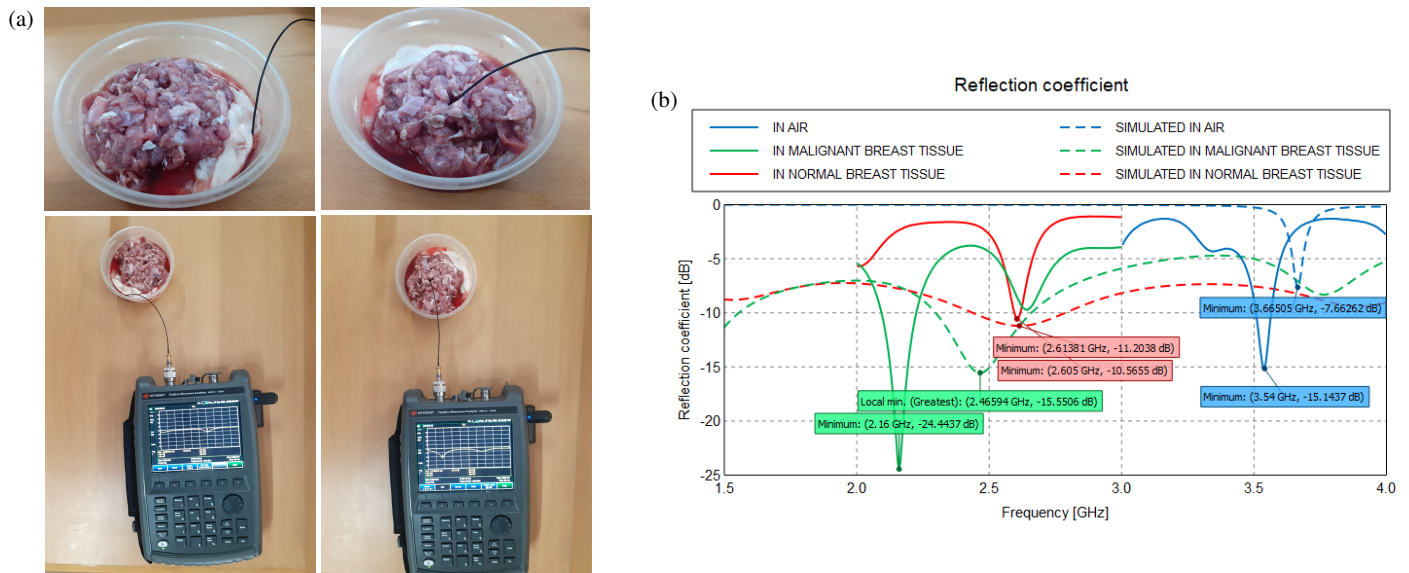 (a)
(b)
Reflection coefficient
IN AIR
SIMULATED IN AIR
IN MALIGNANT BREAST TISSUE
SIMULATED IN MALIGNANT BREAST TISSUE
IN NORMAL BREAST TISSUE
SIMULATED IN NORMAL BREAST TISSUE
Reflection coefficient [dB]
0
-5
-10
-15
-20
-25
Minimum: (3.66505 GHz, -7.66262 dB)
Minimum: (2.61381 GHz, -11.2038 dB)
Minimum: (2.605 GHz, -10.5655 dB)
Minimum: (3.54 GHz, -15.1437 dB)
Local min. (Greatest): (2.46594 GHz, -15.5506 dB)
Minimum: (2.16 GHz, -24.4437 dB)
1.5 2.0 2.5 3.0 3.5 4.0
Frequency [GHz]
KEYSIGHT
KEYSIGHT